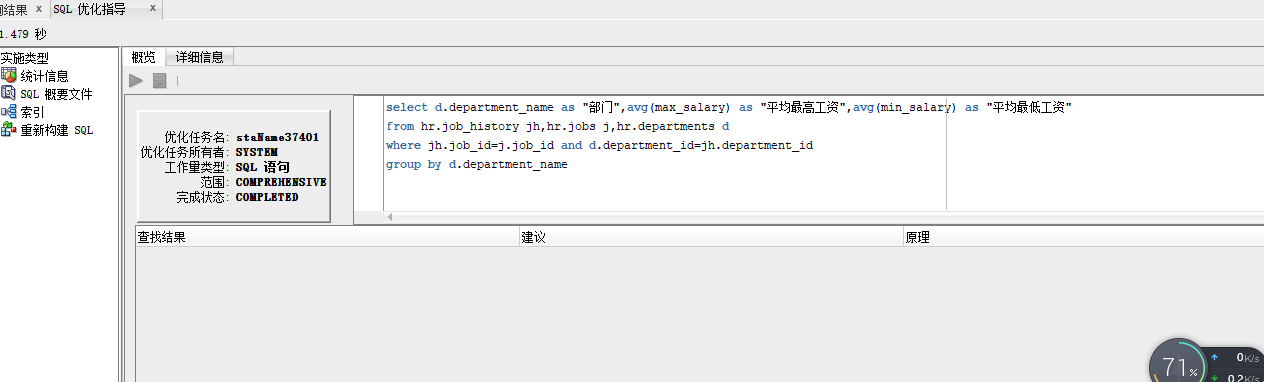 询结果 x SQL 优化指导 x
1.479 秒
实施类型
统计信息
SQL 概要文件
索引
重新构建 SQL
概览 详细信息
优化任务名: staName37401
优化任务所有者: SYSTEM
工作量类型: SQL 语句
范围: COMPREHENSIVE
完成状态: COMPLETED
select d.department_name as "部门",avg(max_salary) as "平均最高工资",avg(min_salary) as "平均最低工资"
from hr.job_history jh,hr.jobs j,hr.departments d
where jh.job_id=j.job_id and d.department_id=jh.department_id
group by d.department_name
查找结果 建议 原理
71%
0K/s
0.2K/s